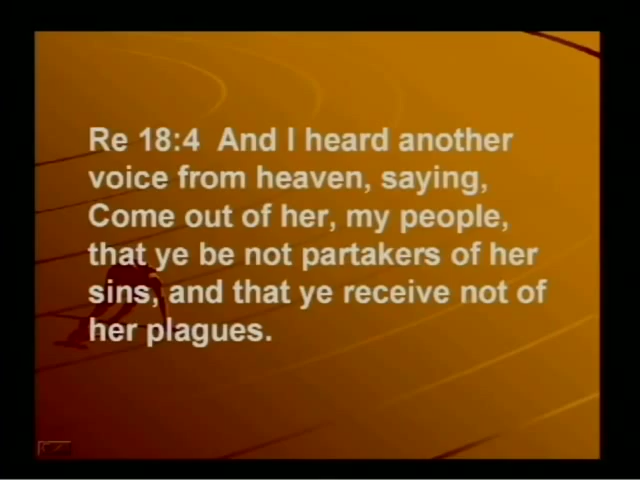 Re 18:4 And I heard another
voice from heaven, saying,
Come out of her, my people,
that ye be not partakers of her
sins, and that ye receive not of
her plagues.